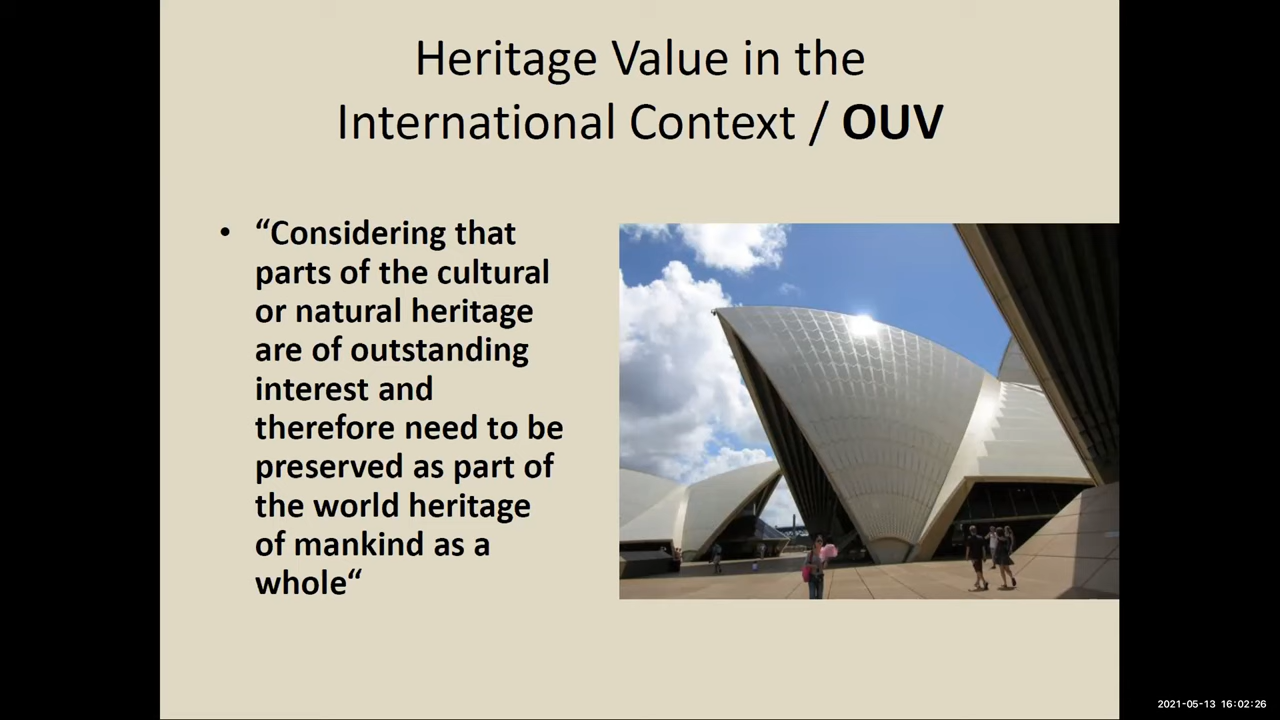 Heritage Value in the
International Context / OUV
• “Considering that
parts of the cultural
or natural heritage
are of outstanding
interest and
therefore need to be
preserved as part of
the world heritage
of mankind as a
whole“
2021-05-13 16:02:26